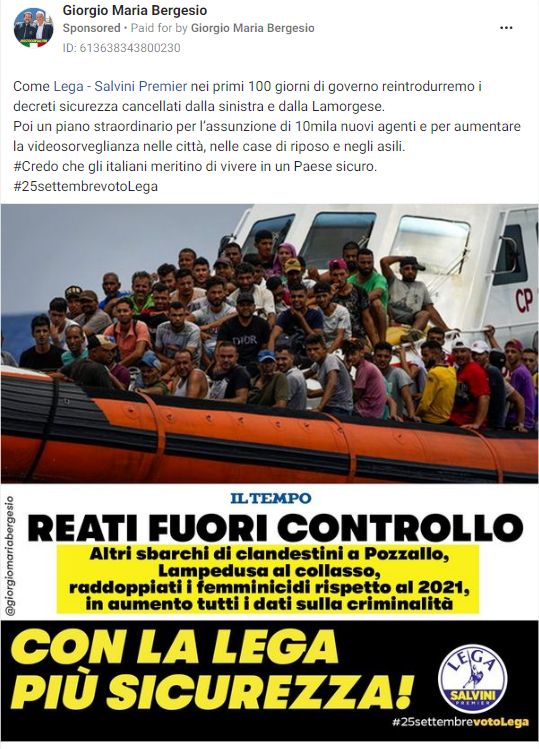 Giorgio Maria Bergesio
Sponsored • Paid for by Giorgio Maria Bergesio
ID: 613638343800230
Come Lega - Salvini Premier nei primi 100 giorni di governo reintrodurremo i
decreti sicurezza cancellati dalla sinistra e dalla Lamorgese.
Poi un piano straordinario per l'assunzione di 10mila nuovi agenti e per aumentare
la videosorveglianza nelle città, nelle case di riposo e negli asili.
#Credo che gli italiani meritino di vivere in un Paese sicuro.
#25settembrevotoLega
CP
DIOR
@giorgiomariabergesio
IL TEMPO
REATI FUORI CONTROLLO
Altri sbarchi di clandestini a Pozzallo,
Lampedusa al collasso,
raddoppiati i femminicidi rispetto al 2021,
in aumento tutti i dati sulla criminalità
CON LA LEGA
PIÙ SICUREZZA!
LEGA
SALVINI
PREMIER
#25settembrevotoLega